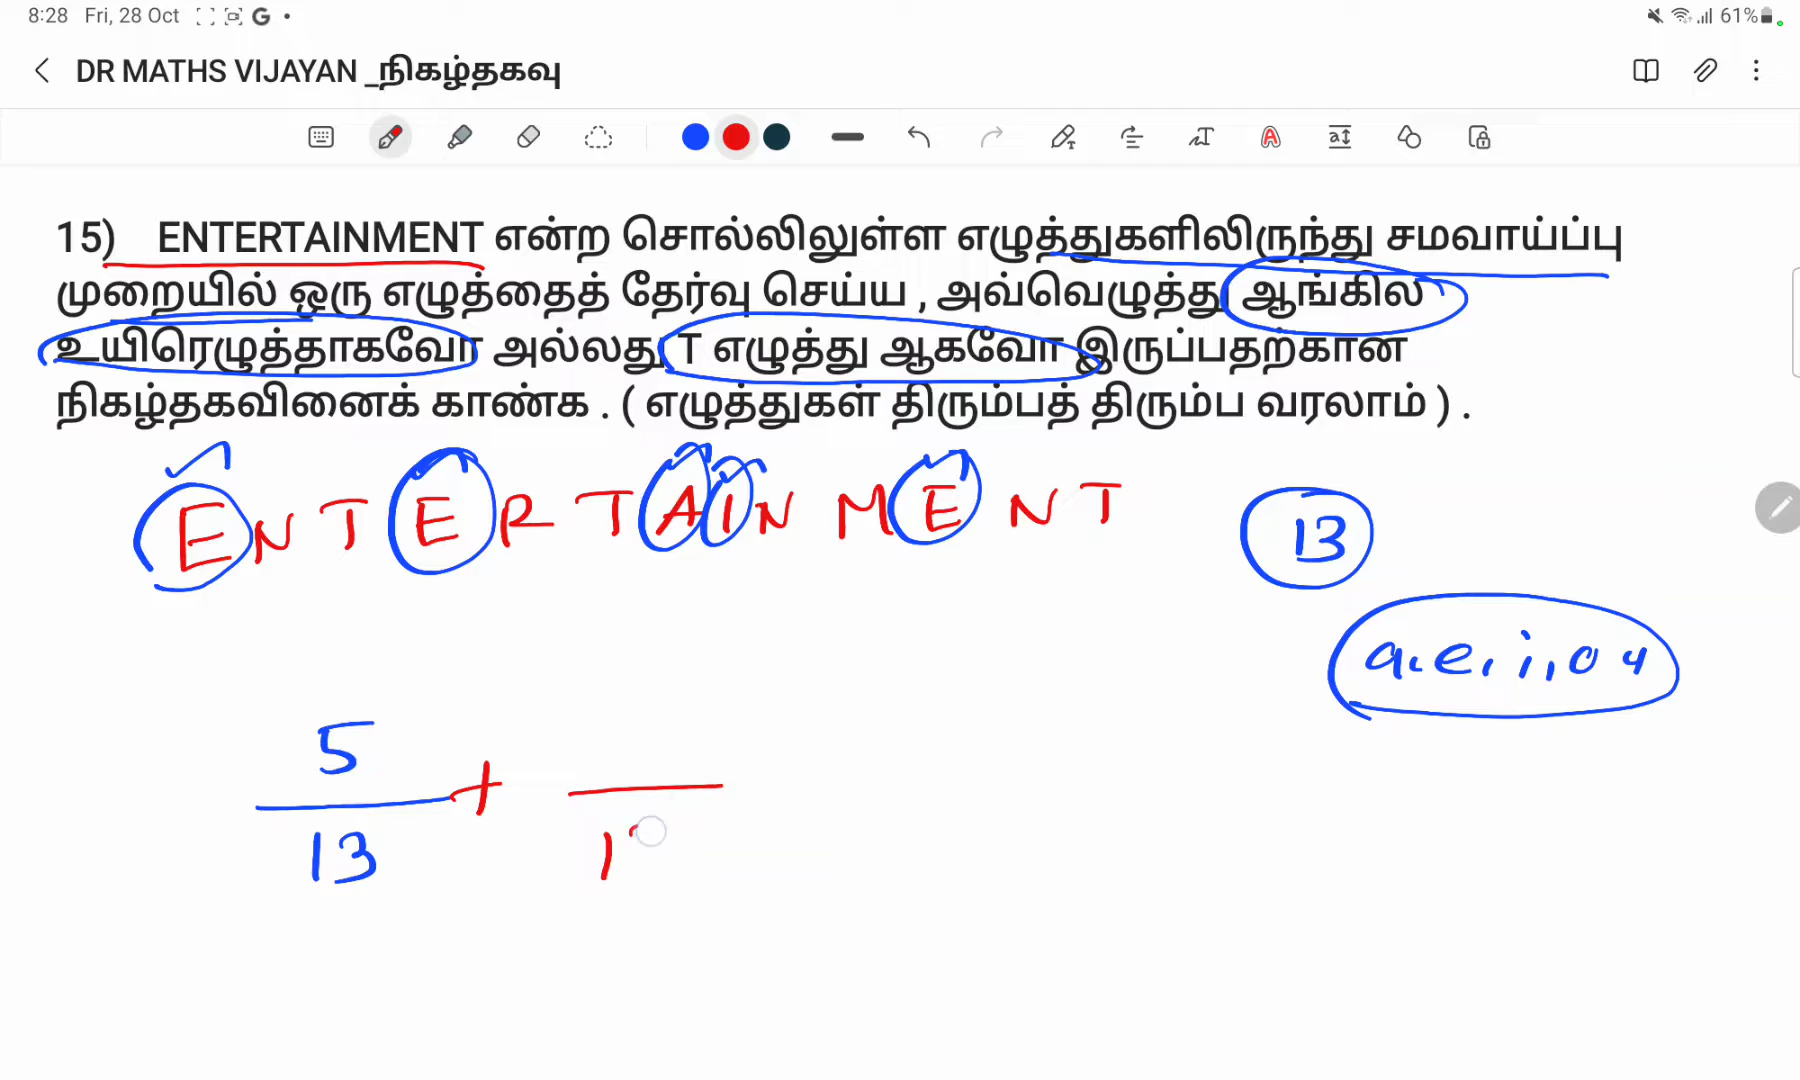 8:28 Fri, 28 Oct G 61%
DR MATHS VIJAYAN _நிகழ்தகவு
15) ENTERTAINMENT என்ற சொல்லிலுள்ள எழுத்துகளிலிருந்து சமவாய்ப்பு
முறையில் ஒரு எழுத்தைத் தேர்வு செய்ய , அவ்வெழுத்து ஆங்கில
உயிரெழுத்தாகவோ அல்லது T எழுத்து ஆகவோ இருப்பதற்கான
நிகழ்தகவினைக் காண்க . ( எழுத்துகள் திரும்பத் திரும்ப வரலாம் ) .
ENTERTAINMENT 13
a, e, i, o u
5
+
13